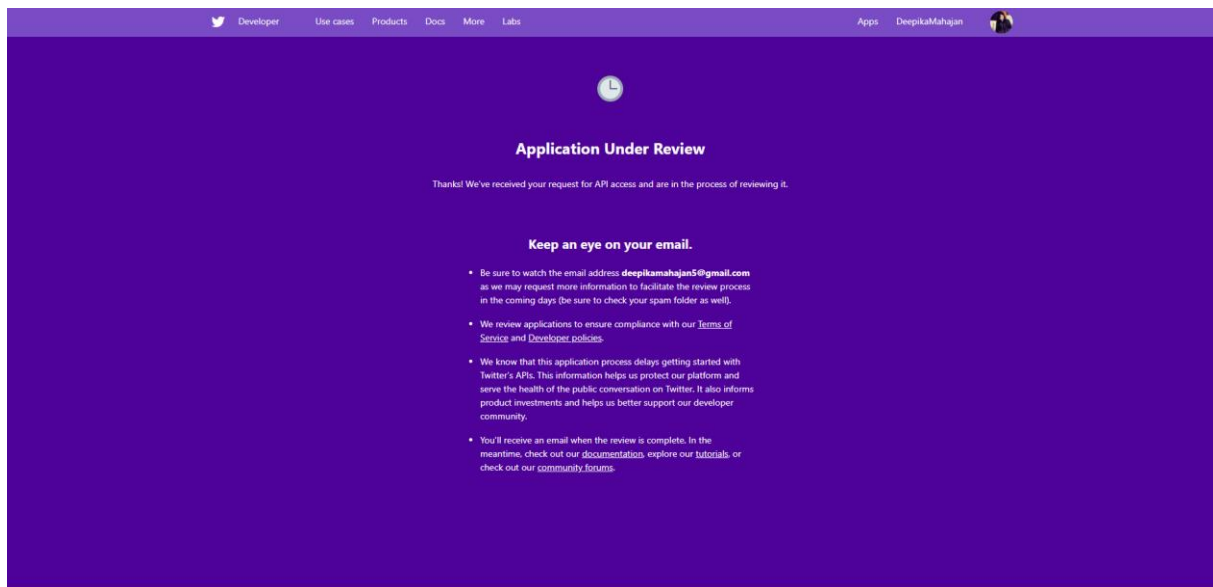 Developer Use cases Products Docs More Labs Apps DeepikaMahajan
Application Under Review
Thanks! We've received your request for API access and are in the process of reviewing it.
Keep an eye on your email.
• Be sure to watch the email address deepikamahajan5@gmail.com
as we may request more information to facilitate the review process
in the coming days (be sure to check your spam folder as well).
• We review applications to ensure compliance with our Terms of
Service and Developer policies.
• We know that this application process delays getting started with
Twitter's APIs. This information helps us protect our platform and
serve the health of the public conversation on Twitter. It also informs
product investments and helps us better support our developer
community.
• You'll receive an email when the review is complete. In the
meantime, check out our documentation, explore our tutorials, or
check out our community forums.